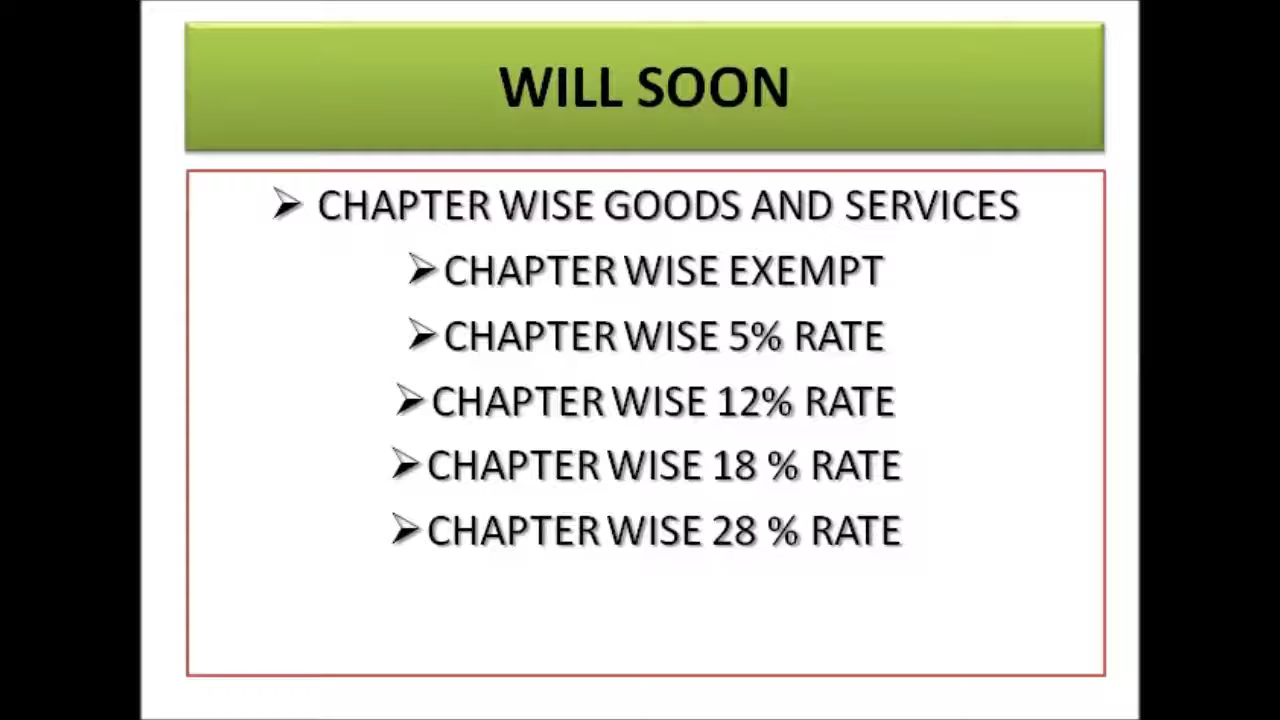 WILL SOON
➢ CHAPTER WISE GOODS AND SERVICES
➢CHAPTER WISE EXEMPT
➢CHAPTER WISE 5% RATE
➢CHAPTER WISE 12% RATE
➢CHAPTER WISE 18 % RATE
➢CHAPTER WISE 28 % RATE